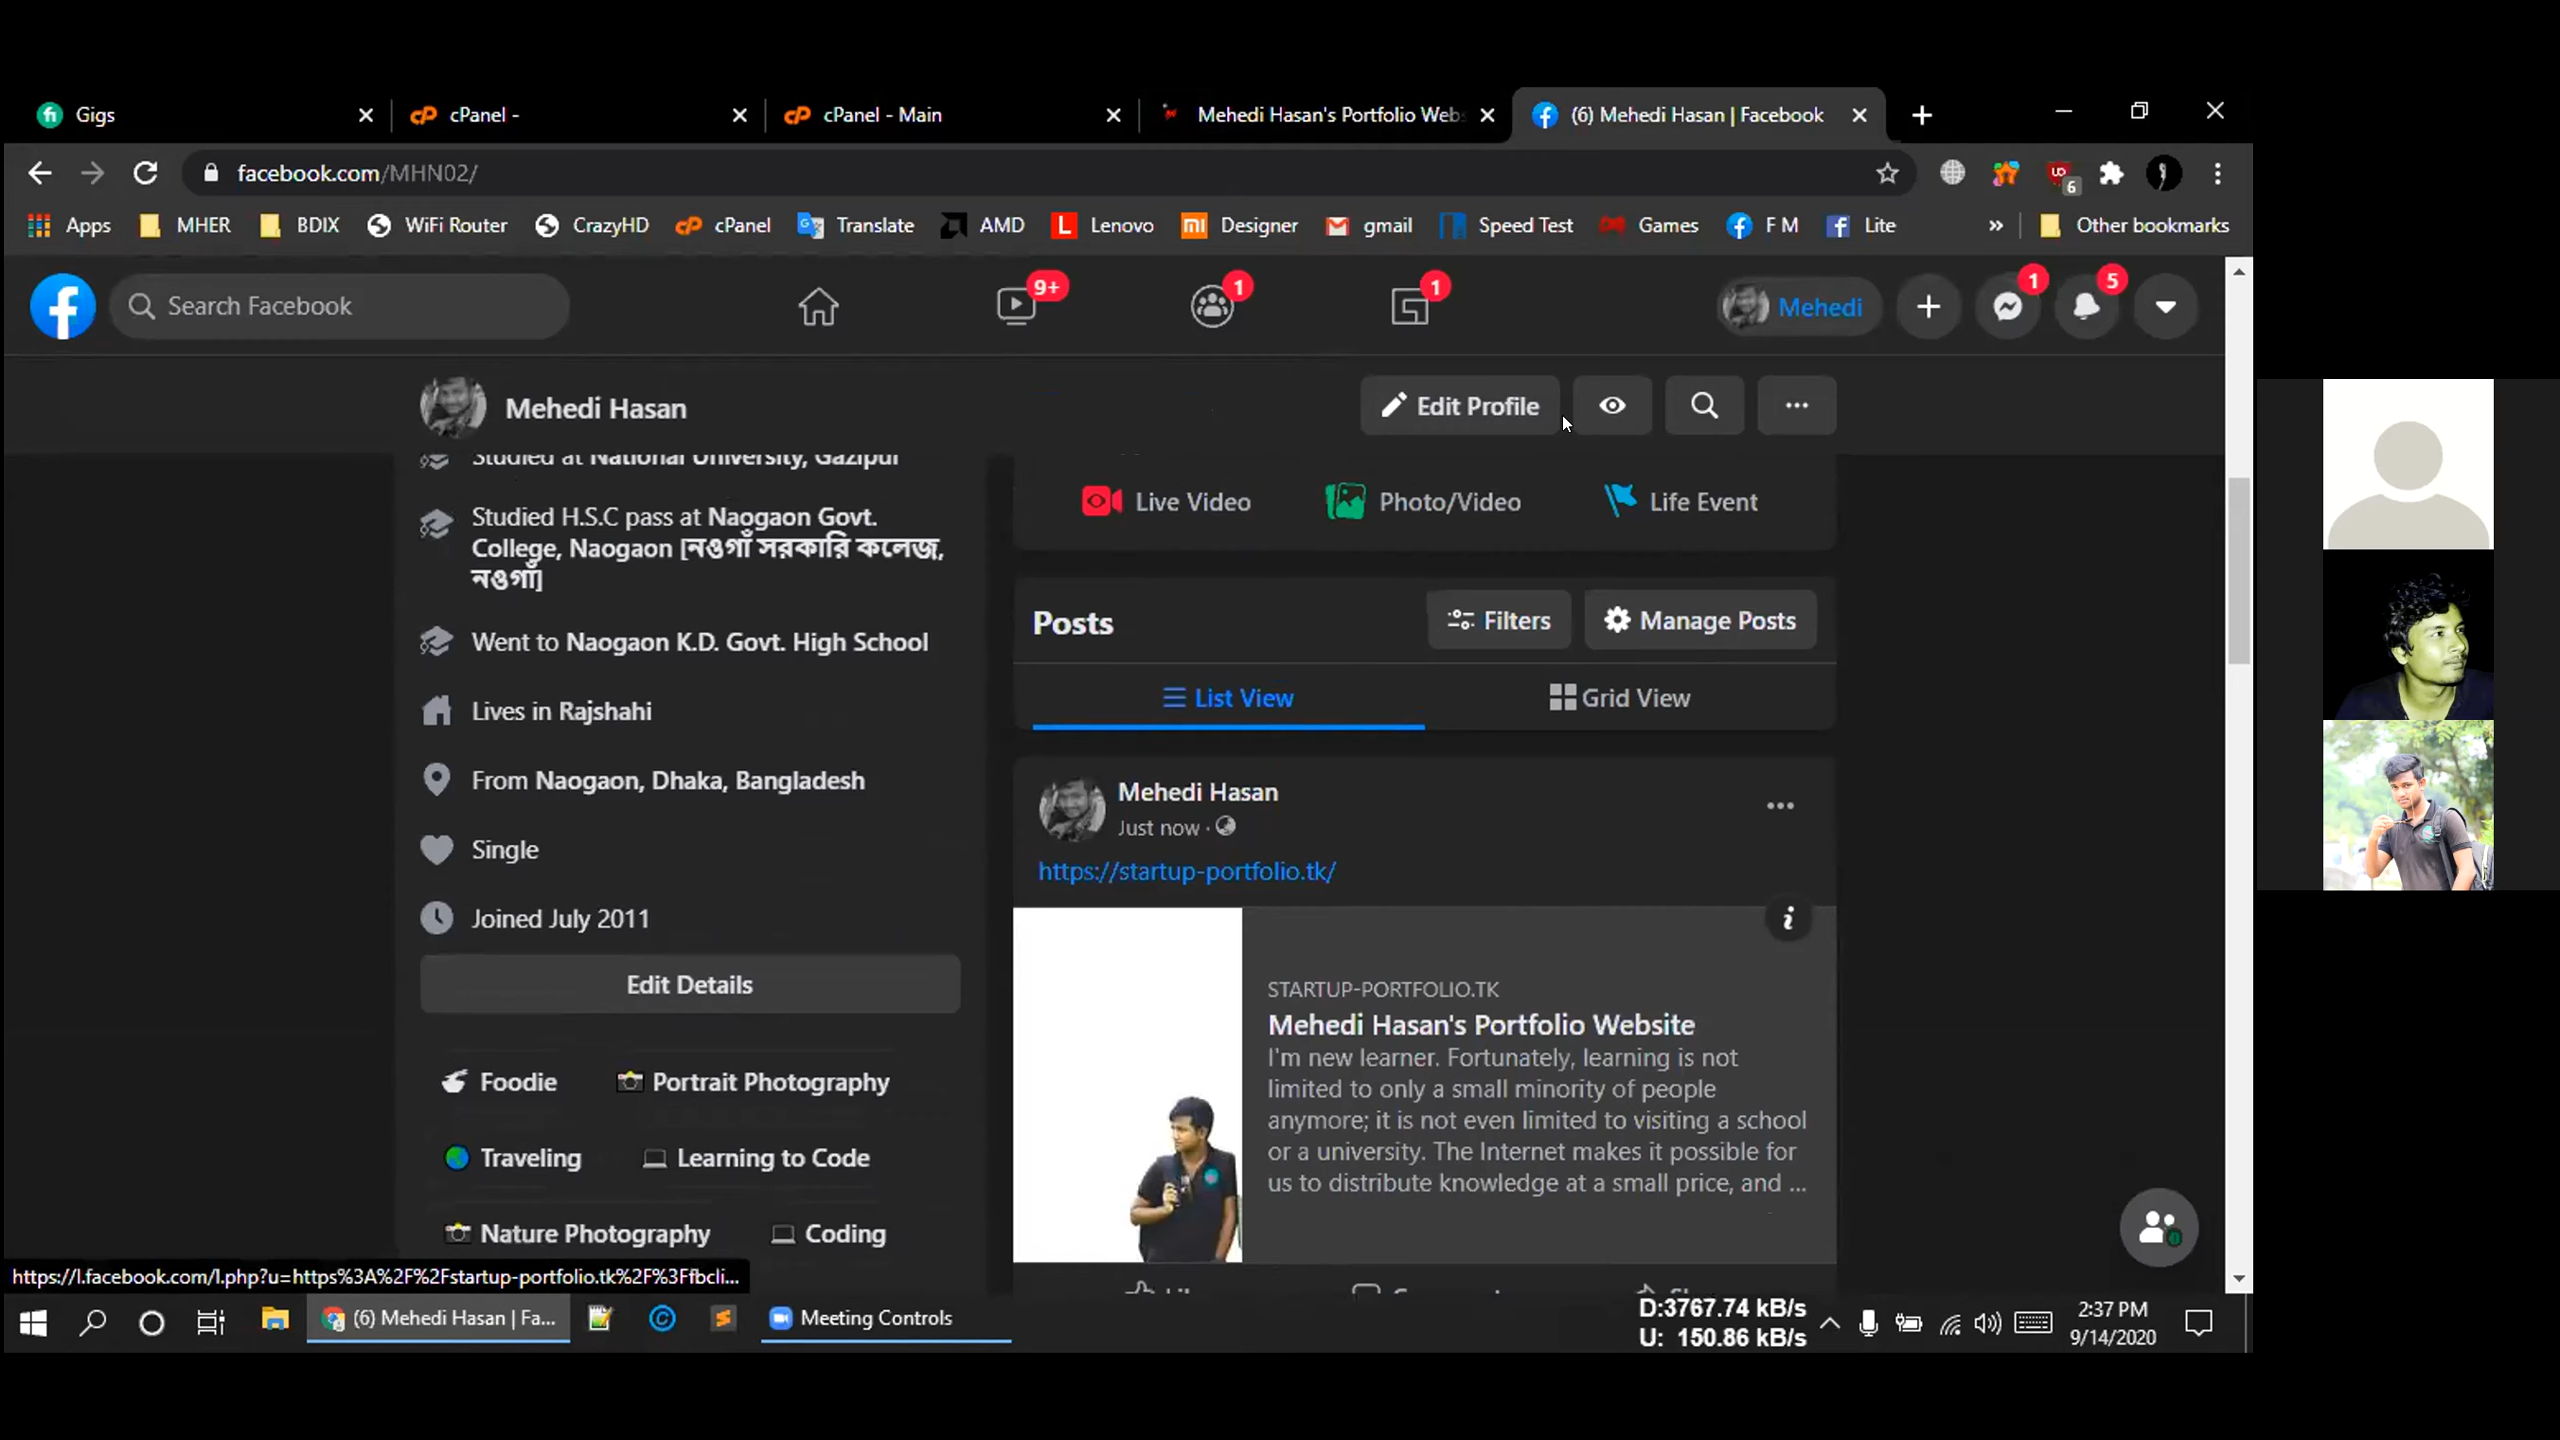 Gigs
cPanel -
cPanel - Main
Mehedi Hasan's Portfolio Web
(6) Mehedi Hasan | Facebook
facebook.com/MHN02/
6
Apps MHER BDIX WiFi Router CrazyHD cPanel Translate AMD Lenovo Designer gmail Speed Test Games F M Lite » Other bookmarks
Search Facebook
9+
1
1
Mehedi
1
5
Mehedi Hasan
Edit Profile
Studied at National University, Gazipur
Studied H.S.C pass at Naogaon Govt.
College, Naogaon [নওগাঁ সরকারি কলেজ,
নওগাঁ]
Went to Naogaon K.D. Govt. High School
Lives in Rajshahi
From Naogaon, Dhaka, Bangladesh
Single
Joined July 2011
Edit Details
Foodie
Portrait Photography
Traveling
Learning to Code
Nature Photography
Coding
Live Video
Photo/Video
Life Event
Posts
Filters
Manage Posts
List View
Grid View
Mehedi Hasan
Just now ·
https://startup-portfolio.tk/
STARTUP-PORTFOLIO.TK
Mehedi Hasan's Portfolio Website
I'm new learner. Fortunately, learning is not
limited to only a small minority of people
anymore; it is not even limited to visiting a school
or a university. The Internet makes it possible for
us to distribute knowledge at a small price, and ...
https://l.facebook.com/l.php?u=https%3A%2F%2Fstartup-portfolio.tk%2F%3Ffbcli...
(6) Mehedi Hasan | Fa...
Meeting Controls
D:3767.74 kB/s
U: 150.86 kB/s
2:37 PM
9/14/2020